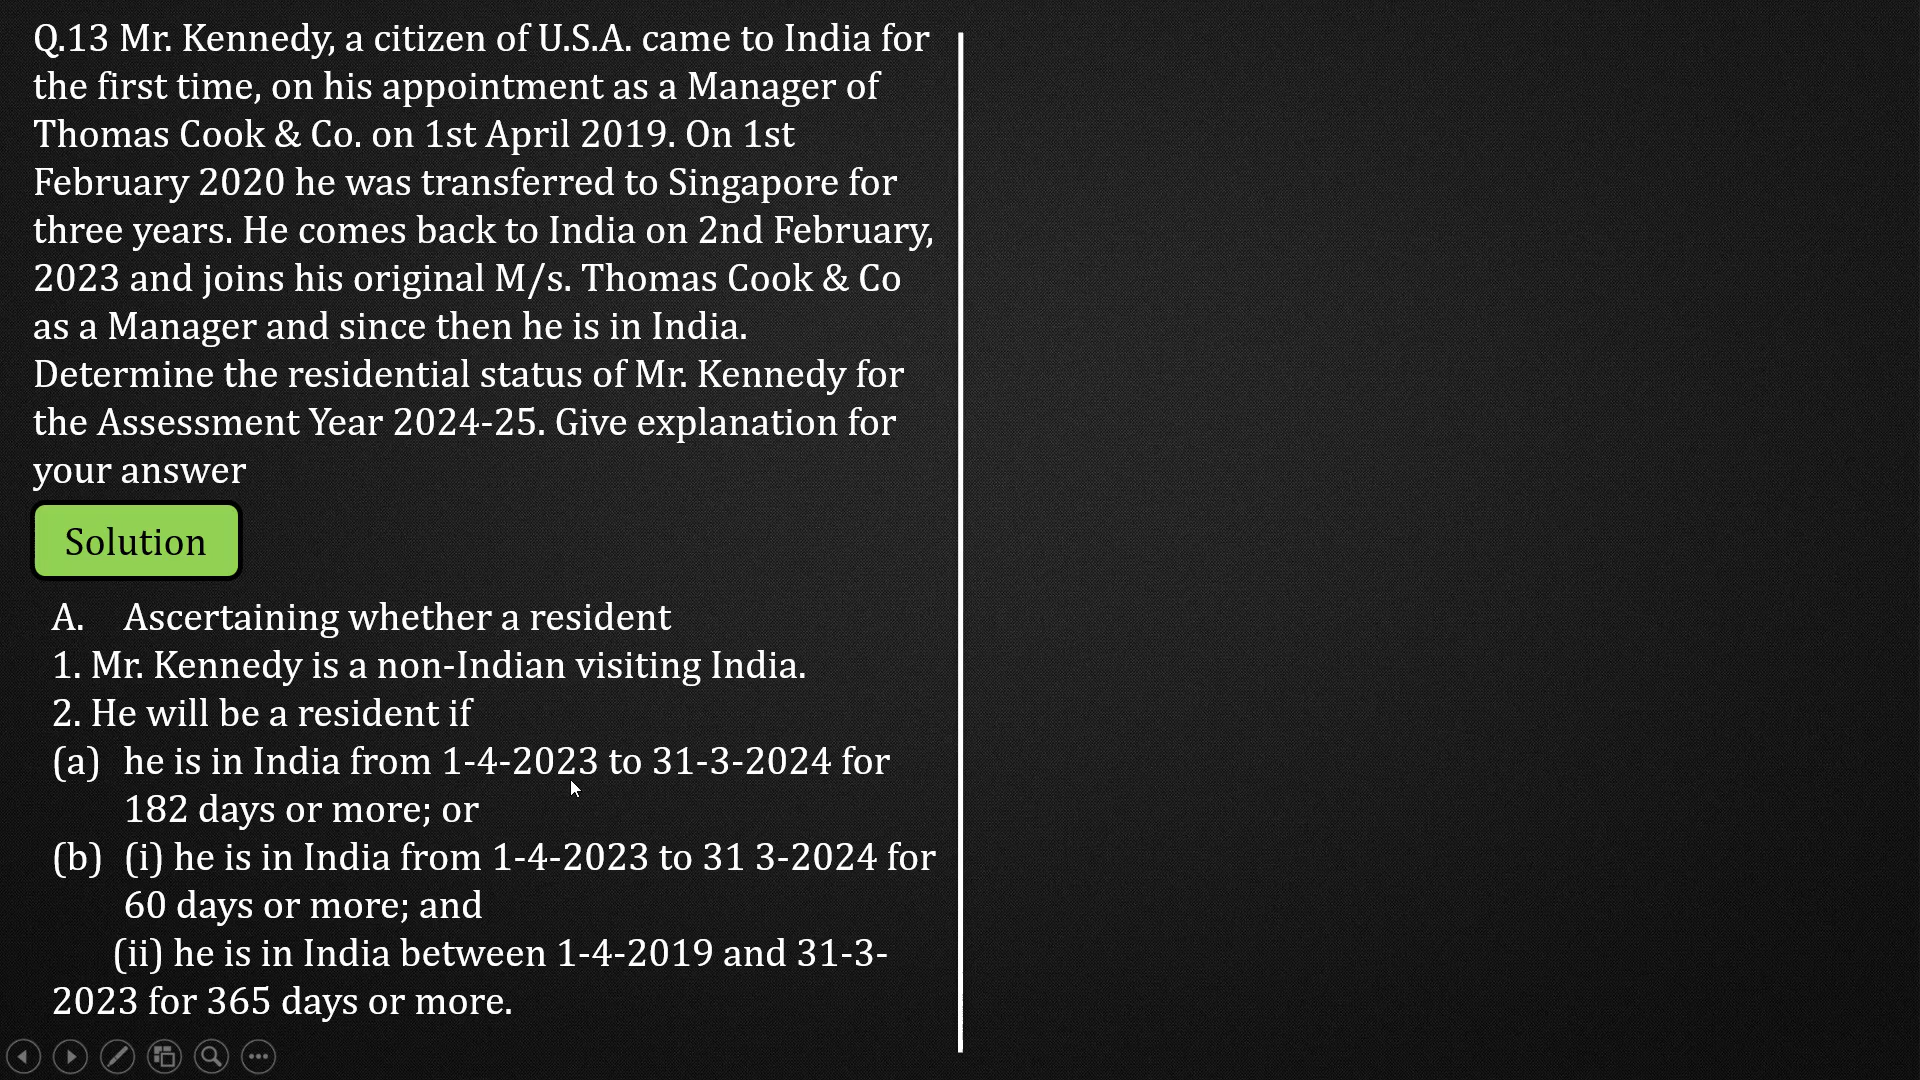 Q.13 Mr. Kennedy, a citizen of U.S.A. came to India for
the first time, on his appointment as a Manager of
Thomas Cook & Co. on 1st April 2019. On 1st
February 2020 he was transferred to Singapore for
three years. He comes back to India on 2nd February,
2023 and joins his original M/s. Thomas Cook & Co
as a Manager and since then he is in India.
Determine the residential status of Mr. Kennedy for
the Assessment Year 2024-25. Give explanation for
your answer
Solution
A. Ascertaining whether a resident
1. Mr. Kennedy is a non-Indian visiting India.
2. He will be a resident if
(a) he is in India from 1-4-2023 to 31-3-2024 for
182 days or more; or
(b) (i) he is in India from 1-4-2023 to 31 3-2024 for
60 days or more; and
(ii) he is in India between 1-4-2019 and 31-3-
2023 for 365 days or more.